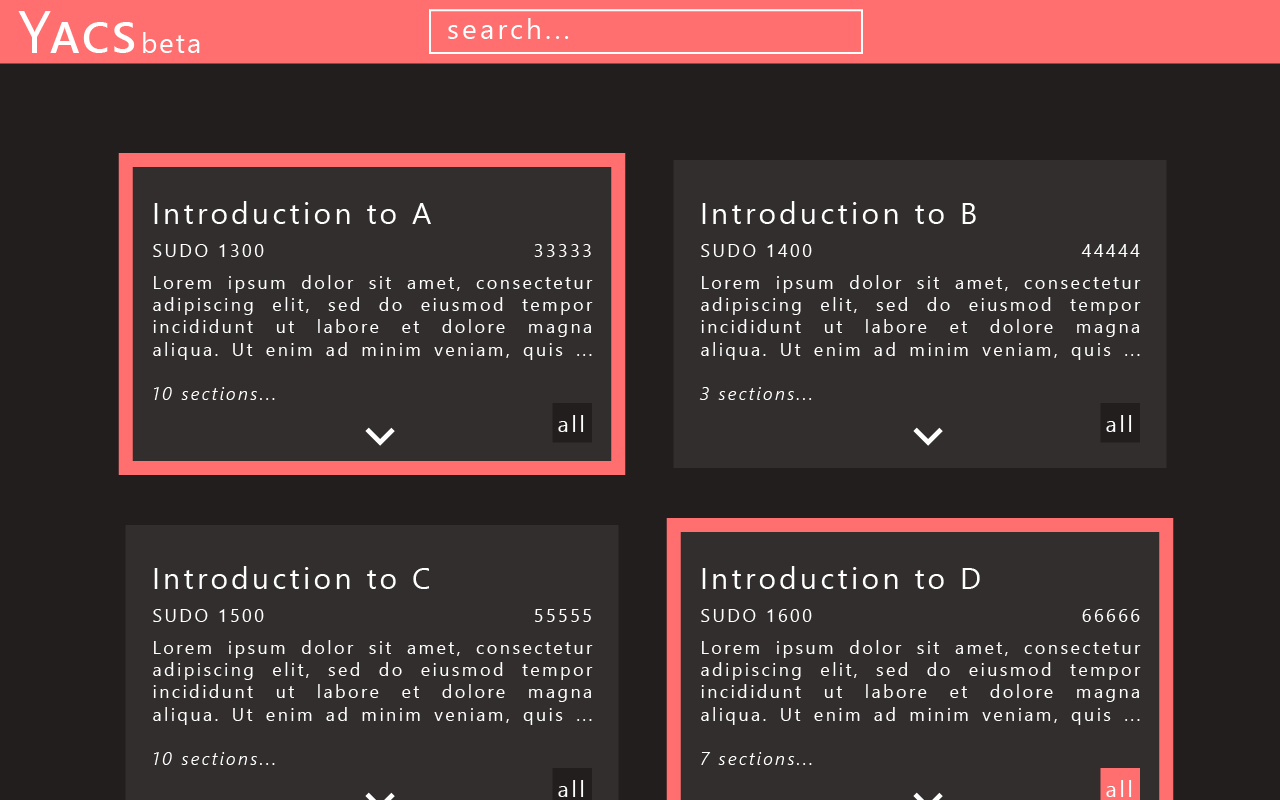 YACS beta
search...
Introduction to A
SUDO 1300 33333
Lorem ipsum dolor sit amet, consectetur
adipiscing elit, sed do eiusmod tempor
incididunt ut labore et dolore magna
aliqua. Ut enim ad minim veniam, quis ...
10 sections...
all
Introduction to B
SUDO 1400 44444
Lorem ipsum dolor sit amet, consectetur
adipiscing elit, sed do eiusmod tempor
incididunt ut labore et dolore magna
aliqua. Ut enim ad minim veniam, quis ...
3 sections...
all
Introduction to C
SUDO 1500 55555
Lorem ipsum dolor sit amet, consectetur
adipiscing elit, sed do eiusmod tempor
incididunt ut labore et dolore magna
aliqua. Ut enim ad minim veniam, quis ...
10 sections...
all
Introduction to D
SUDO 1600 66666
Lorem ipsum dolor sit amet, consectetur
adipiscing elit, sed do eiusmod tempor
incididunt ut labore et dolore magna
aliqua. Ut enim ad minim veniam, quis ...
7 sections...
all